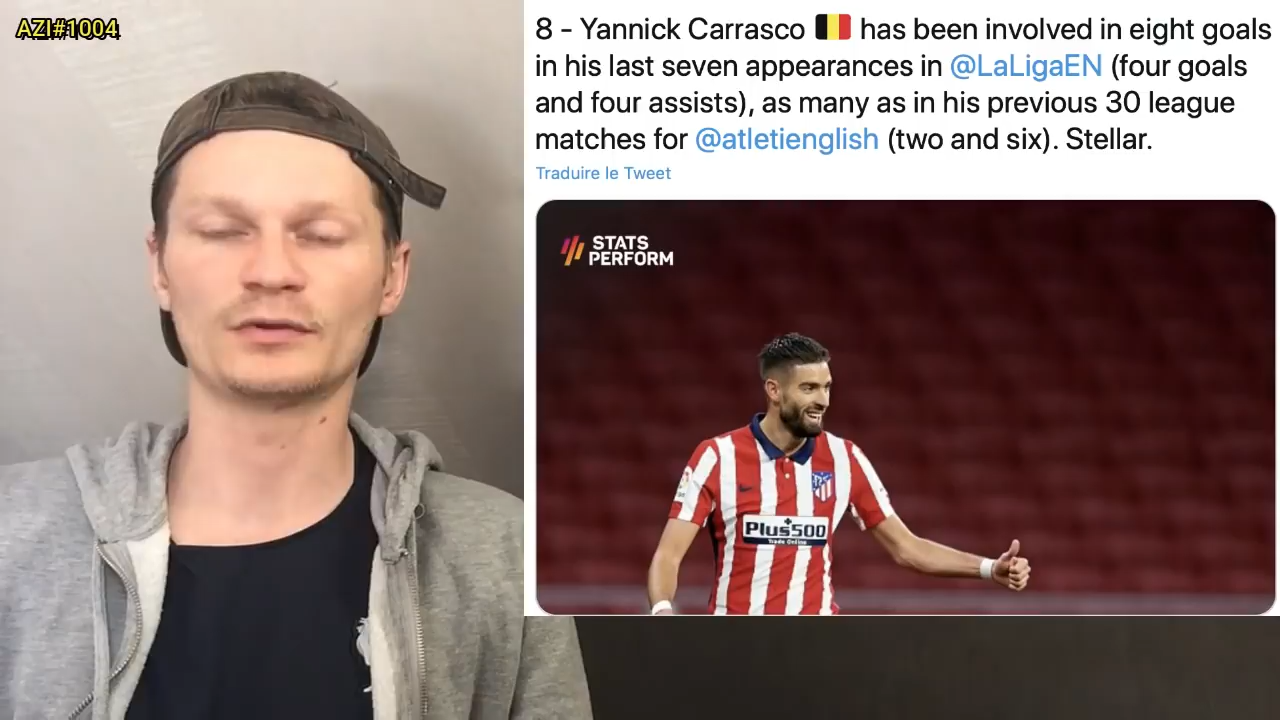 AZI#1004
8 - Yannick Carrasco 🇧🇪 has been involved in eight goals
in his last seven appearances in @LaLigaEN (four goals
and four assists), as many as in his previous 30 league
matches for @atletienglish (two and six). Stellar.
Traduire le Tweet
STATS
PERFORM
Plus500
Trade Online